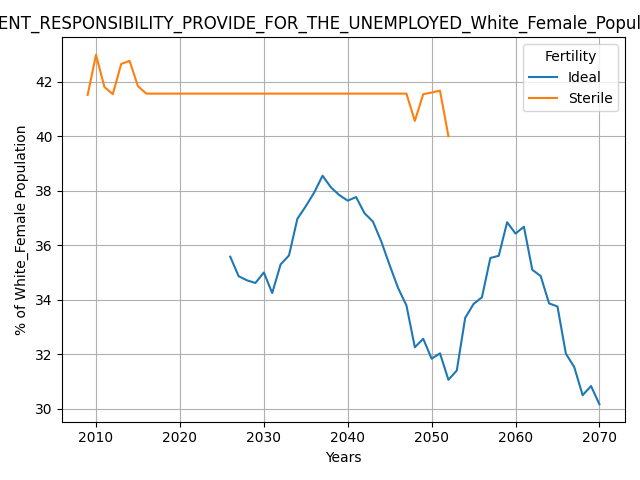 ENT_RESPONSIBILITY_PROVIDE_FOR_THE_UNEMPLOYED_White_Female_Popul
Fertility
Ideal
Sterile
% of White_Female Population
42
40
38
36
34
32
30
2010 2020 2030 2040 2050 2060 2070
Years